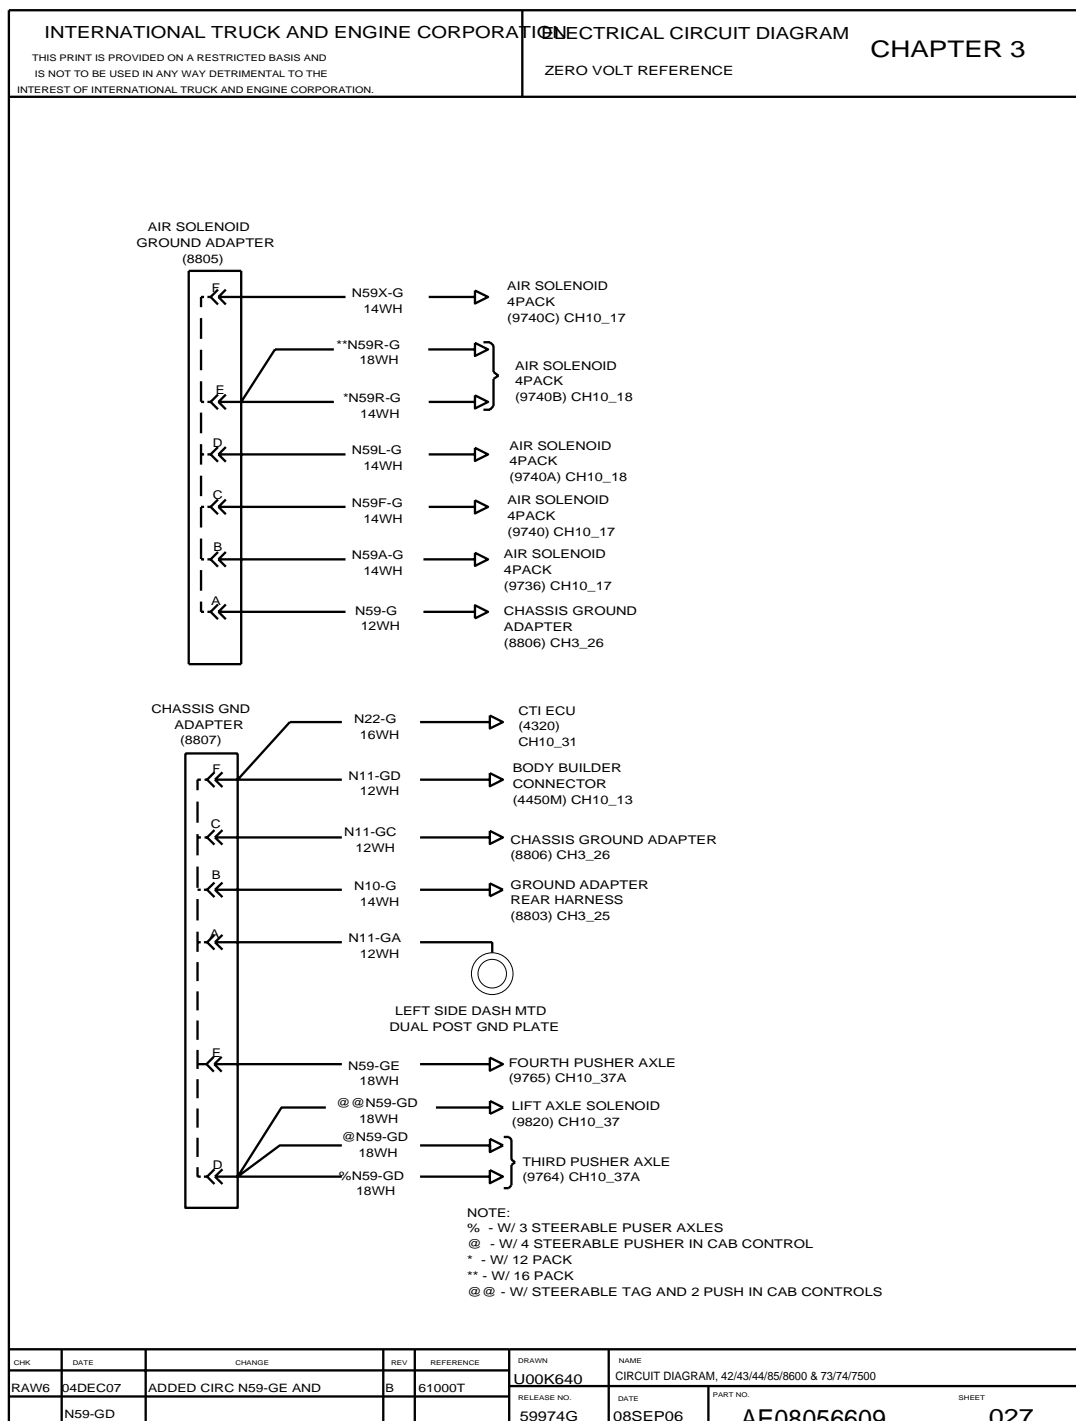 INTERNATIONAL TRUCK AND ENGINE CORPORATION
THIS PRINT IS PROVIDED ON A RESTRICTED BASIS AND
IS NOT TO BE USED IN ANY WAY DETRIMENTAL TO THE
INTEREST OF INTERNATIONAL TRUCK AND ENGINE CORPORATION.
ELECTRICAL CIRCUIT DIAGRAM
ZERO VOLT REFERENCE
CHAPTER 3
AIR SOLENOID
GROUND ADAPTER
(8805)
F
N59X-G
14WH
AIR SOLENOID
4PACK
(9740C) CH10_17
**N59R-G
18WH
E
*N59R-G
14WH
AIR SOLENOID
4PACK
(9740B) CH10_18
D
N59L-G
14WH
AIR SOLENOID
4PACK
(9740A) CH10_18
C
N59F-G
14WH
AIR SOLENOID
4PACK
(9740) CH10_17
B
N59A-G
14WH
AIR SOLENOID
4PACK
(9736) CH10_17
A
N59-G
12WH
CHASSIS GROUND
ADAPTER
(8806) CH3_26
CHASSIS GND
ADAPTER
(8807)
N22-G
16WH
CTI ECU
(4320)
CH10_31
F
N11-GD
12WH
BODY BUILDER
CONNECTOR
(4450M) CH10_13
C
N11-GC
12WH
CHASSIS GROUND ADAPTER
(8806) CH3_26
B
N10-G
14WH
GROUND ADAPTER
REAR HARNESS
(8803) CH3_25
A
N11-GA
12WH
LEFT SIDE DASH MTD
DUAL POST GND PLATE
E
N59-GE
18WH
FOURTH PUSHER AXLE
(9765) CH10_37A
@@N59-GD
18WH
LIFT AXLE SOLENOID
(9820) CH10_37
@N59-GD
18WH
D
%N59-GD
18WH
THIRD PUSHER AXLE
(9764) CH10_37A
NOTE:
% - W/ 3 STEERABLE PUSER AXLES
@ - W/ 4 STEERABLE PUSHER IN CAB CONTROL
* - W/ 12 PACK
** - W/ 16 PACK
@@ - W/ STEERABLE TAG AND 2 PUSH IN CAB CONTROLS
CHK DATE CHANGE REV REFERENCE
RAW6 04DEC07 ADDED CIRC N59-GE AND B 61000T
N59-GD
DRAWN
U00K640
NAME
CIRCUIT DIAGRAM, 42/43/44/85/8600 & 73/74/7500
RELEASE NO.
59974G
DATE
08SEP06
PART NO.
AE08056609
SHEET
027